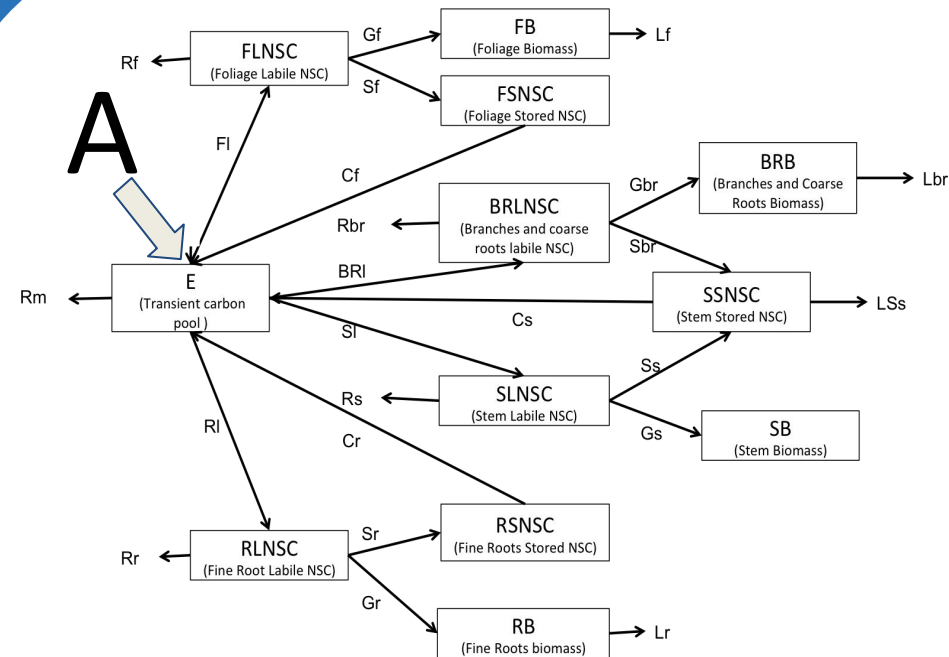 FB
(Foliage Biomass)
Lf
Gf
FLNSC
(Foliage Labile NSC)
Rf
Sf
FSNSC
(Foliage Stored NSC)
A
Fl
Cf
BRB
(Branches and Coarse
Roots Biomass)
Lbr
Gbr
BRLNSC
(Branches and coarse
roots labile NSC)
Rbr
Sbr
E
(Transient carbon
pool )
Rm
BRl
SSNSC
(Stem Stored NSC)
LSs
Cs
Sl
Ss
SLNSC
(Stem Labile NSC)
Rs
Gs
SB
(Stem Biomass)
Rl
Cr
RSNSC
(Fine Roots Stored NSC)
Sr
RLNSC
(Fine Root Labile NSC)
Rr
Gr
RB
(Fine Roots biomass)
Lr